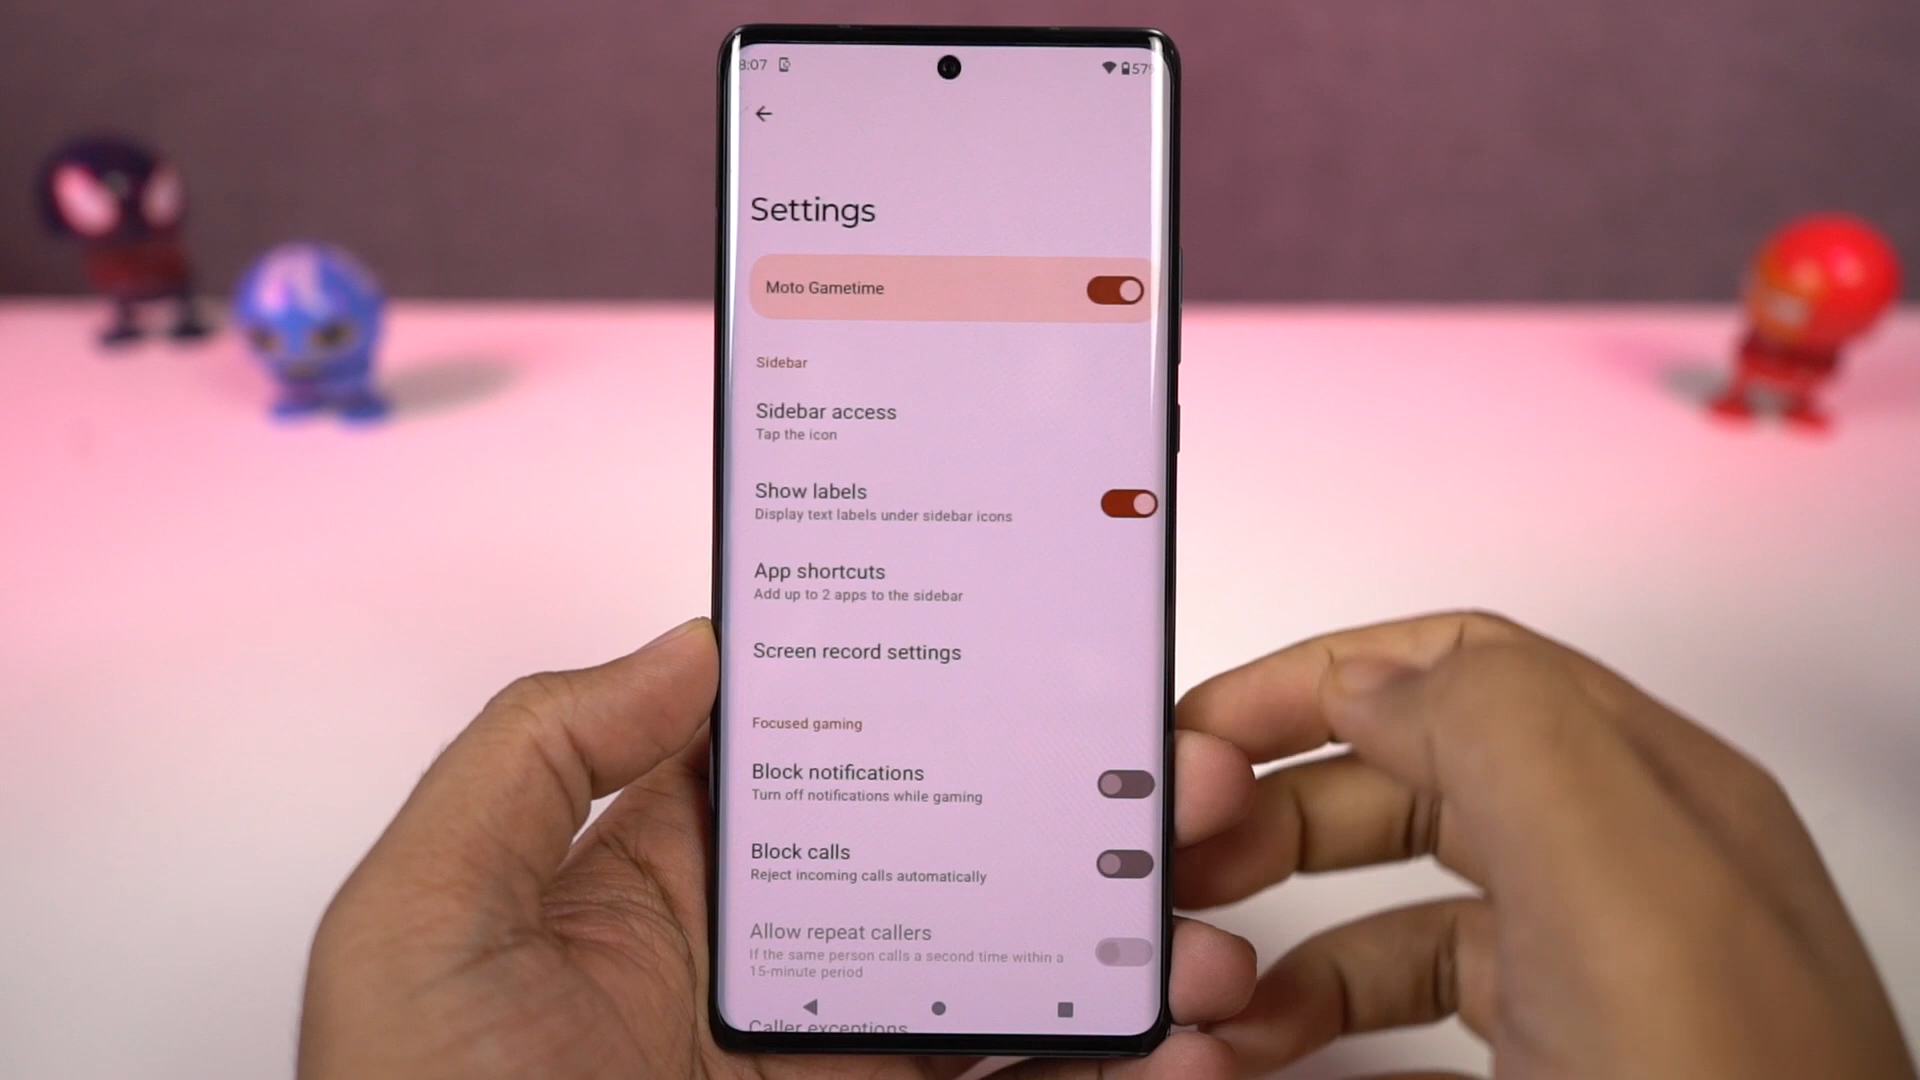 8:07 57%
Settings
Moto Gametime
Sidebar
Sidebar access
Tap the icon
Show labels
Display text labels under sidebar icons
App shortcuts
Add up to 2 apps to the sidebar
Screen record settings
Focused gaming
Block notifications
Turn off notifications while gaming
Block calls
Reject incoming calls automatically
Allow repeat callers
If the same person calls a second time within a
15-minute period
Caller exceptions